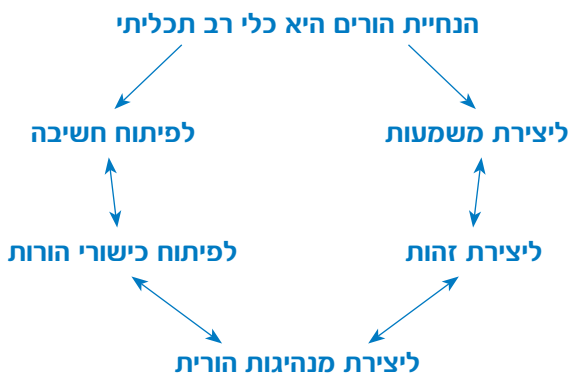 הנחיית הורים היא כלי רב תכליתי
ליצירת משמעות
לפיתוח חשיבה
ליצירת זהות
לפיתוח כישורי הורות
ליצירת מנהיגות הורית